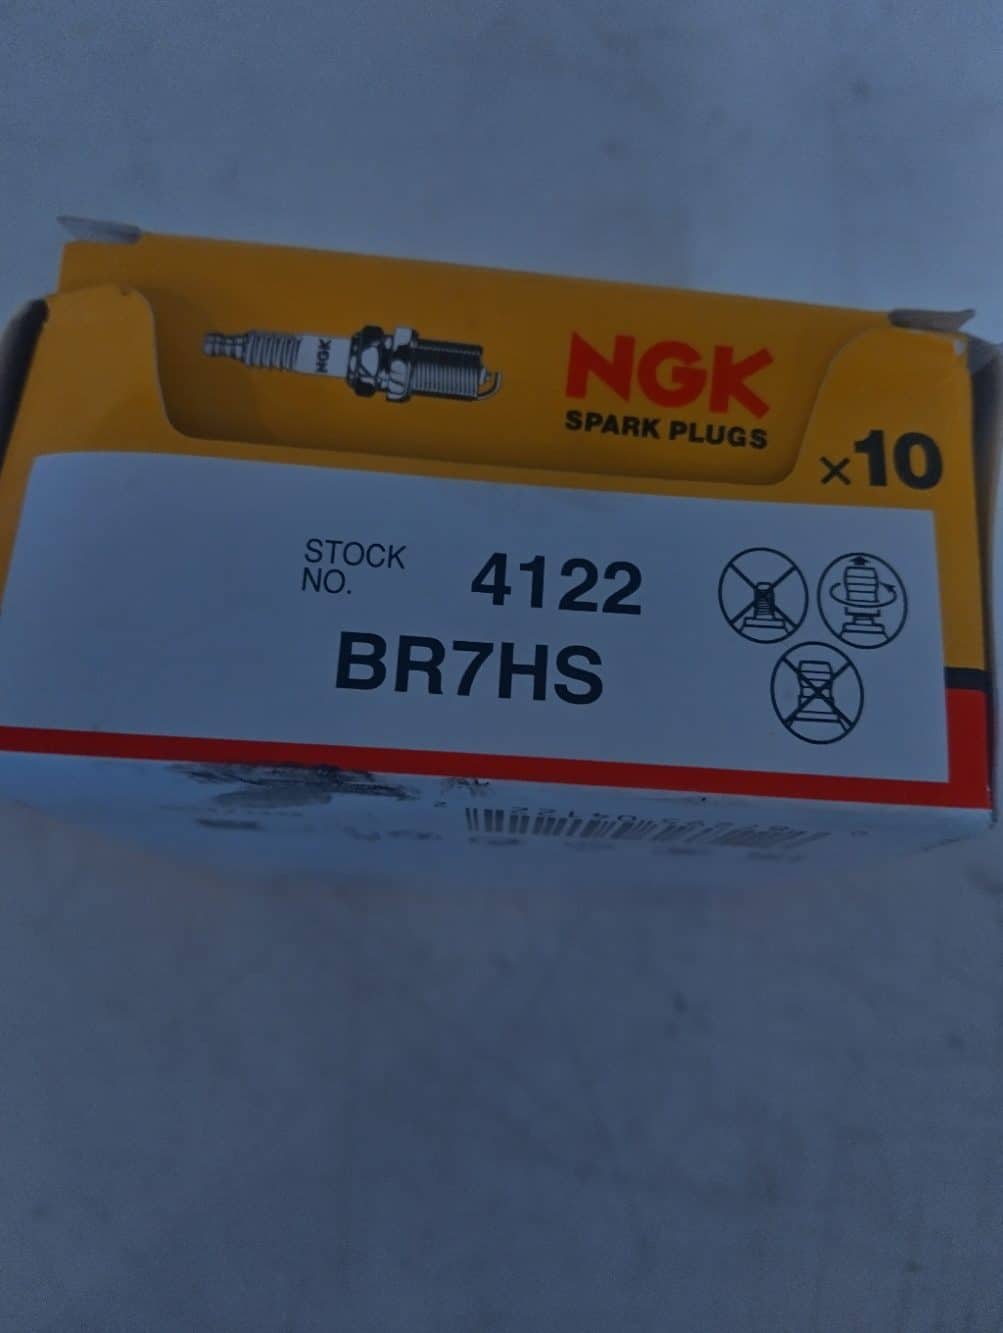 NGK
NGK
SPARK PLUGS
×10
STOCK
NO.
4122
BR7HS